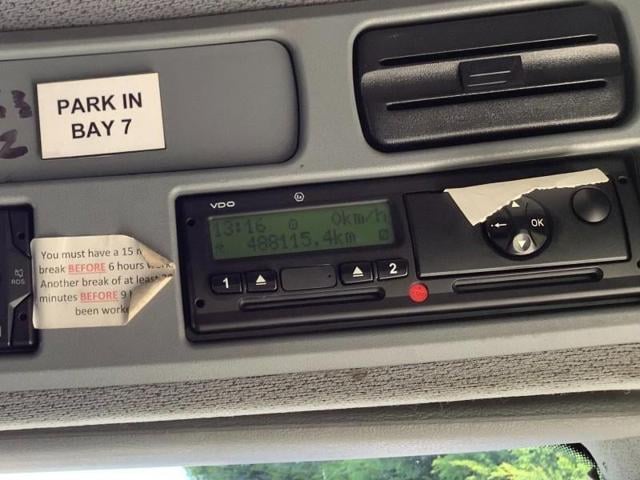 PARK IN
BAY 7
VDO
13:16 0km/h
488115.4km
1
2
OK
RDS
You must have a 15
break BEFORE 6 hours
Another break of at least
minutes BEFORE 9
been